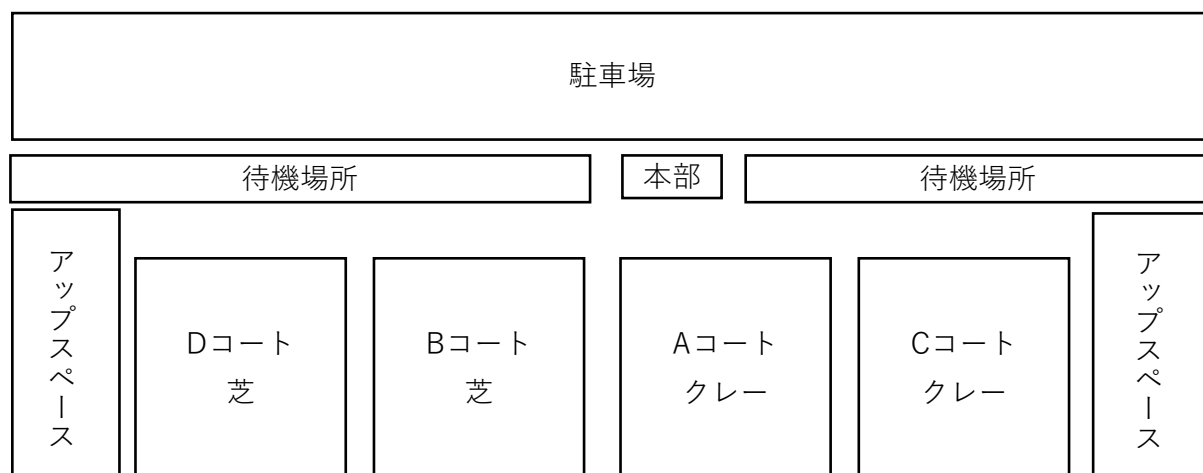 駐車場
待機場所
本部
待機場所
アップスペース
Dコート
芝
Bコート
芝
Aコート
クレー
Cコート
クレー
アップスペース